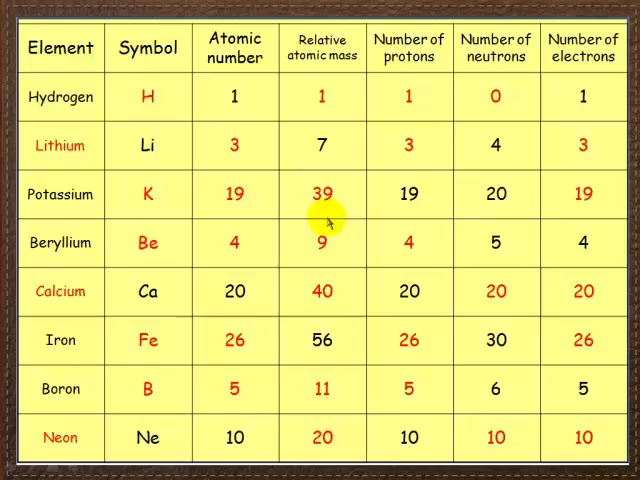 Element Symbol Atomic number Relative atomic mass Number of protons Number of neutrons Number of electrons
Hydrogen H 1 1 1 0 1
Lithium Li 3 7 3 4 3
Potassium K 19 39 19 20 19
Beryllium Be 4 9 4 5 4
Calcium Ca 20 40 20 20 20
Iron Fe 26 56 26 30 26
Boron B 5 11 5 6 5
Neon Ne 10 20 10 10 10